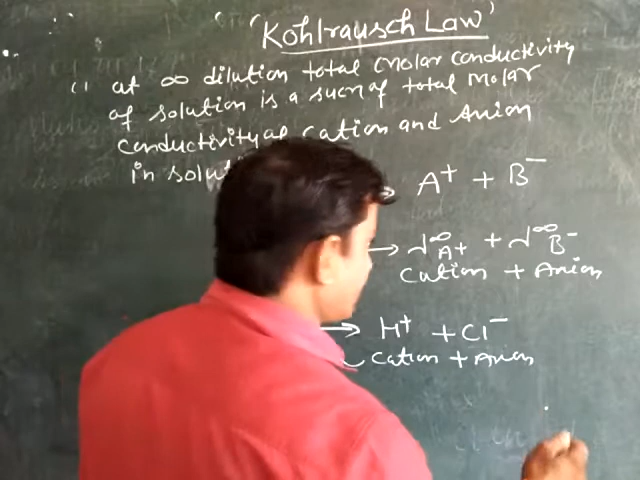 "Kohlrausch Law"
(1 at ∞ dilution total molar conductivity
of solution is a sum of total molar
conductivity of cation and Anion
in solut
→ A⁺ + B⁻
→ λ∞A+ + λ∞B-
Cation + Anion
→ H⁺ + Cl⁻
Cation + Anion